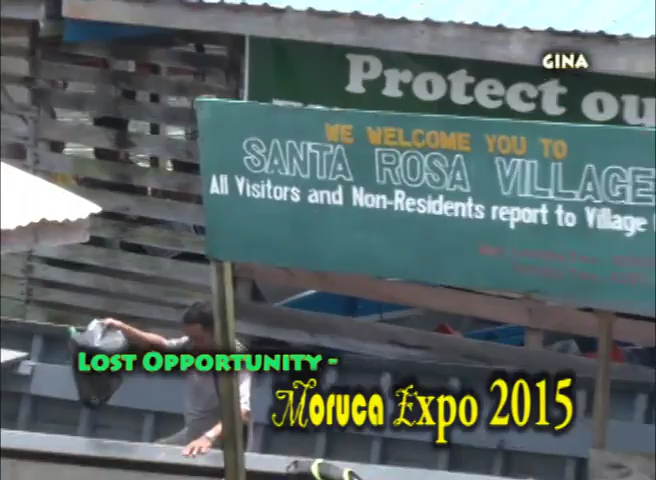 GINA
Protect ou
WE WELCOME YOU TO
SANTA ROSA VILLAGE
All Visitors and Non-Residents report to Village
LOST OPPORTUNITY -
Moruca Expo 2015